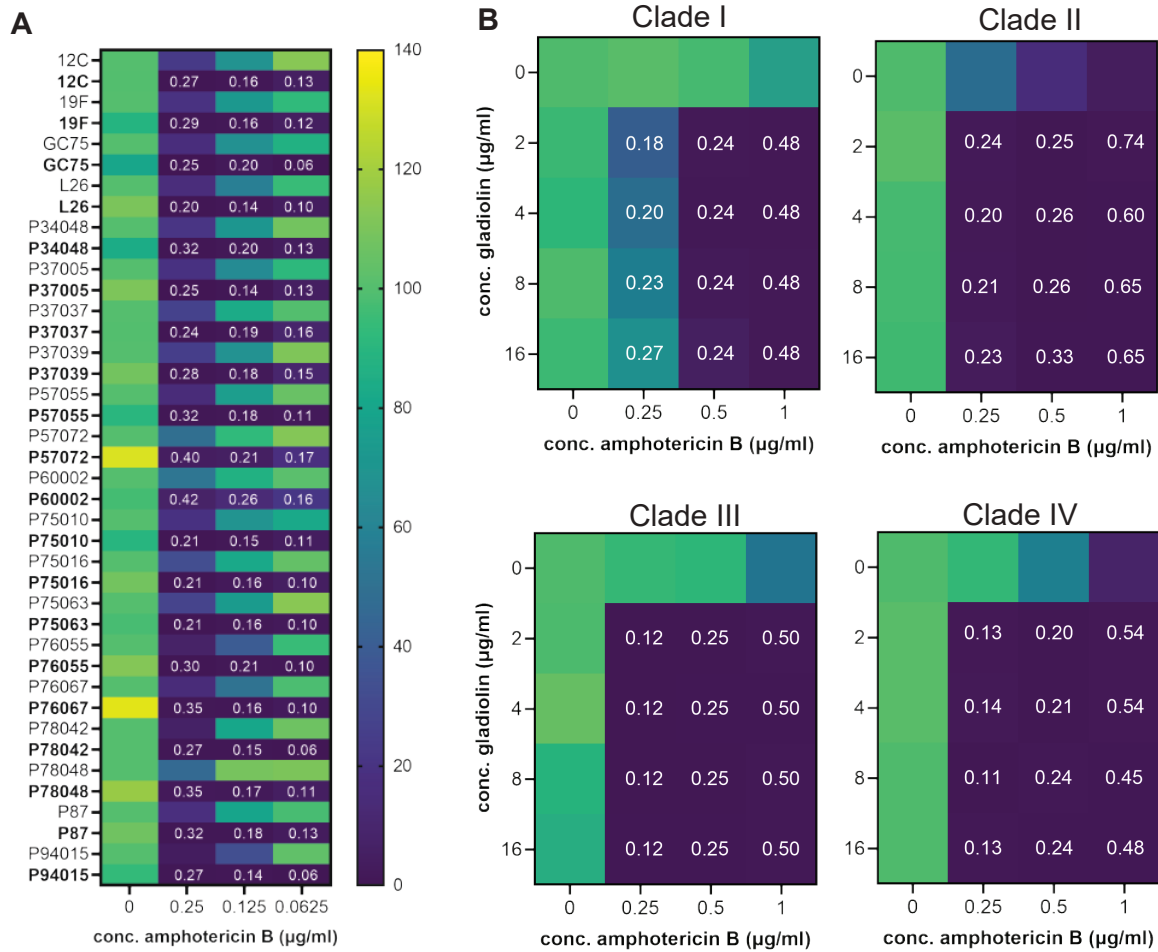 A
12C
12C 0.27 0.16 0.13
19F
19F 0.29 0.16 0.12
GC75
GC75 0.25 0.20 0.06
L26
L26 0.20 0.14 0.10
P34048
P34048 0.32 0.20 0.13
P37005
P37005 0.25 0.14 0.13
P37037
P37037 0.24 0.19 0.16
P37039
P37039 0.28 0.18 0.15
P57055
P57055 0.32 0.18 0.11
P57072
P57072 0.40 0.21 0.17
P60002
P60002 0.42 0.26 0.16
P75010
P75010 0.21 0.15 0.11
P75016
P75016 0.21 0.16 0.10
P75063
P75063 0.21 0.16 0.10
P76055
P76055 0.30 0.21 0.10
P76067
P76067 0.35 0.16 0.10
P78042
P78042 0.27 0.15 0.06
P78048
P78048 0.35 0.17 0.11
P87
P87 0.32 0.18 0.13
P94015
P94015 0.27 0.14 0.06
0 0.25 0.125 0.0625
conc. amphotericin B (µg/ml)
140
120
100
80
60
40
20
0
B
Clade I
conc. gladiolin (µg/ml)
0
2 0.18 0.24 0.48
4 0.20 0.24 0.48
8 0.23 0.24 0.48
16 0.27 0.24 0.48
0 0.25 0.5 1
conc. amphotericin B (µg/ml)
Clade II
0
2 0.24 0.25 0.74
4 0.20 0.26 0.60
8 0.21 0.26 0.65
16 0.23 0.33 0.65
0 0.25 0.5 1
conc. amphotericin B (µg/ml)
Clade III
conc. gladiolin (µg/ml)
0
2 0.12 0.25 0.50
4 0.12 0.25 0.50
8 0.12 0.25 0.50
16 0.12 0.25 0.50
0 0.25 0.5 1
conc. amphotericin B (µg/ml)
Clade IV
0
2 0.13 0.20 0.54
4 0.14 0.21 0.54
8 0.11 0.24 0.45
16 0.13 0.24 0.48
0 0.25 0.5 1
conc. amphotericin B (µg/ml)